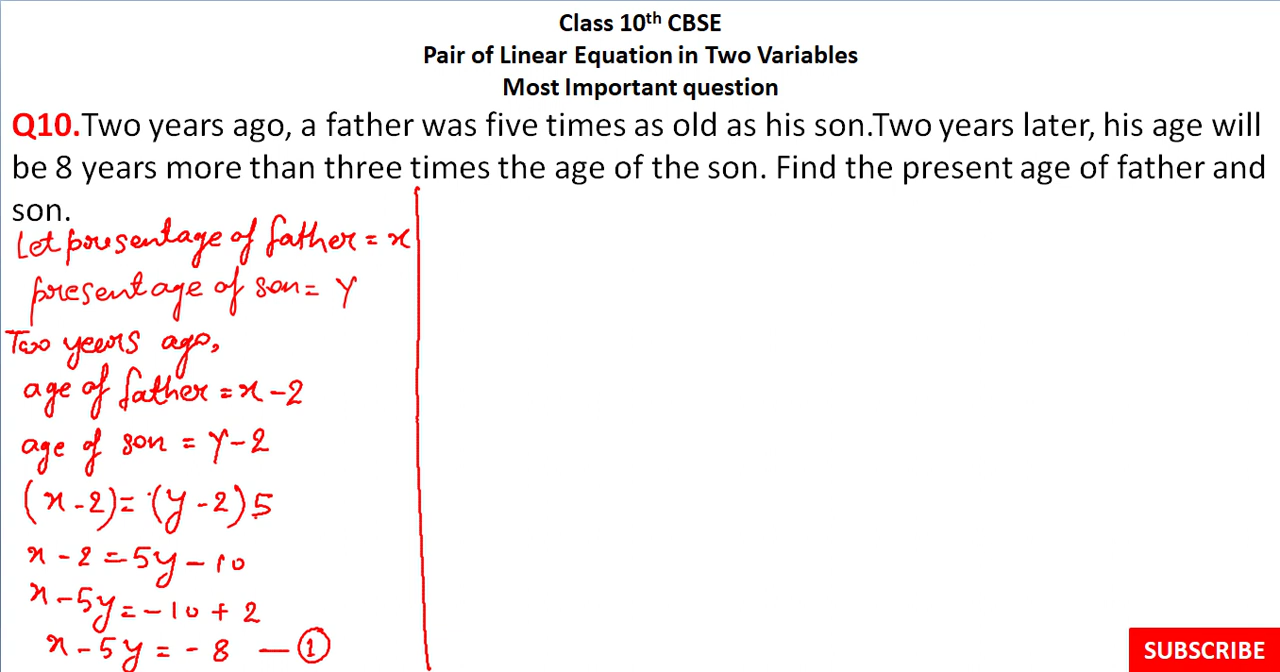 Class 10th CBSE
Pair of Linear Equation in Two Variables
Most Important question
Q10.Two years ago, a father was five times as old as his son.Two years later, his age will
be 8 years more than three times the age of the son. Find the present age of father and
son.
Let present age of father = x
present age of son = y
Two years ago,
age of father = x - 2
age of son = y - 2
(x - 2) = (y - 2) 5
x - 2 = 5y - 10
x - 5y = - 10 + 2
x - 5y = - 8 — ①
SUBSCRIBE